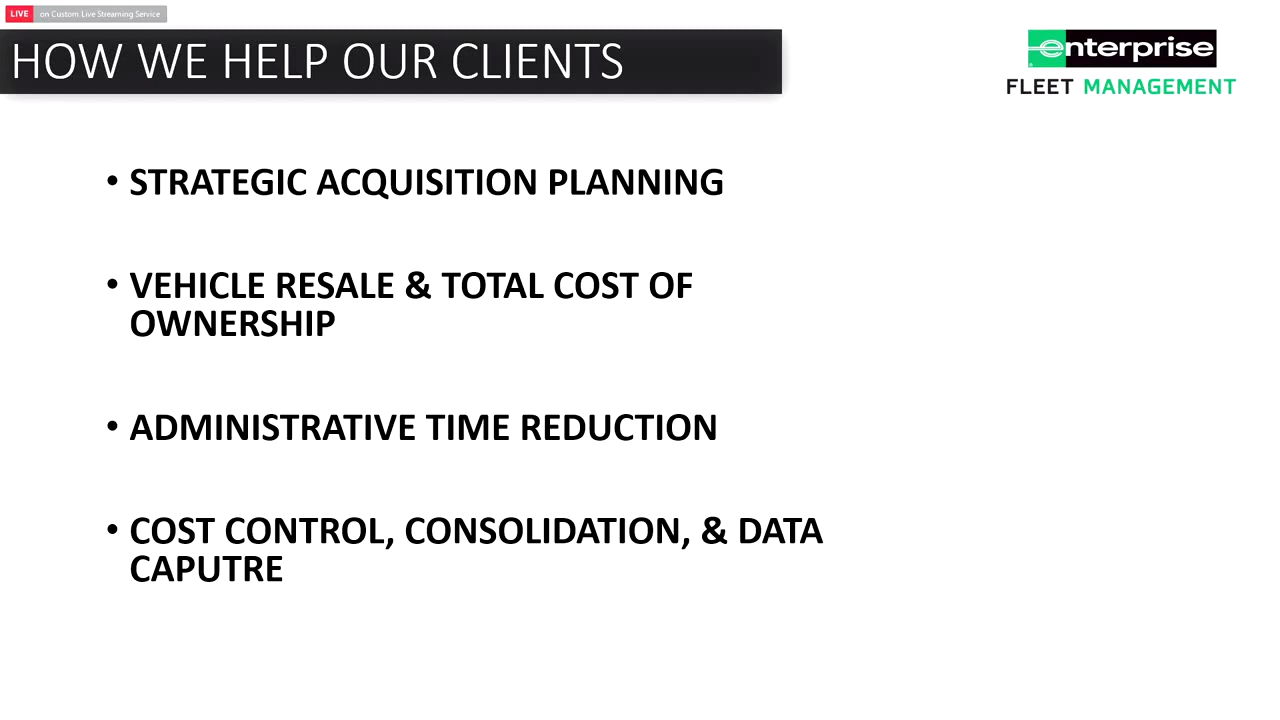 LIVE on Custom Live Streaming Service
HOW WE HELP OUR CLIENTS
enterprise
FLEET MANAGEMENT
• STRATEGIC ACQUISITION PLANNING
• VEHICLE RESALE & TOTAL COST OF
OWNERSHIP
• ADMINISTRATIVE TIME REDUCTION
• COST CONTROL, CONSOLIDATION, & DATA
CAPUTRE